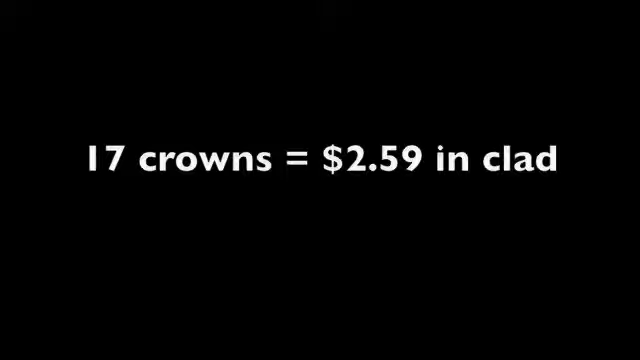 17 crowns = $2.59 in clad